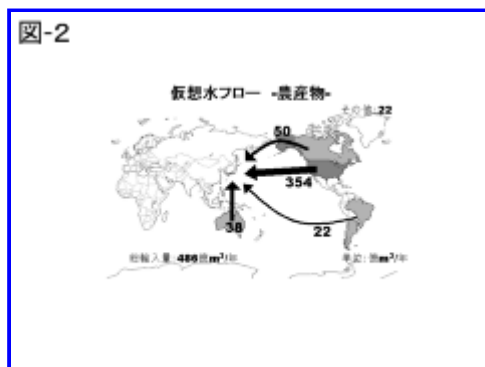 図-2
仮想水フロー -農産物-
その他:22
50
354
38
22
総輸入量:486億m³/年
単位:億m³/年